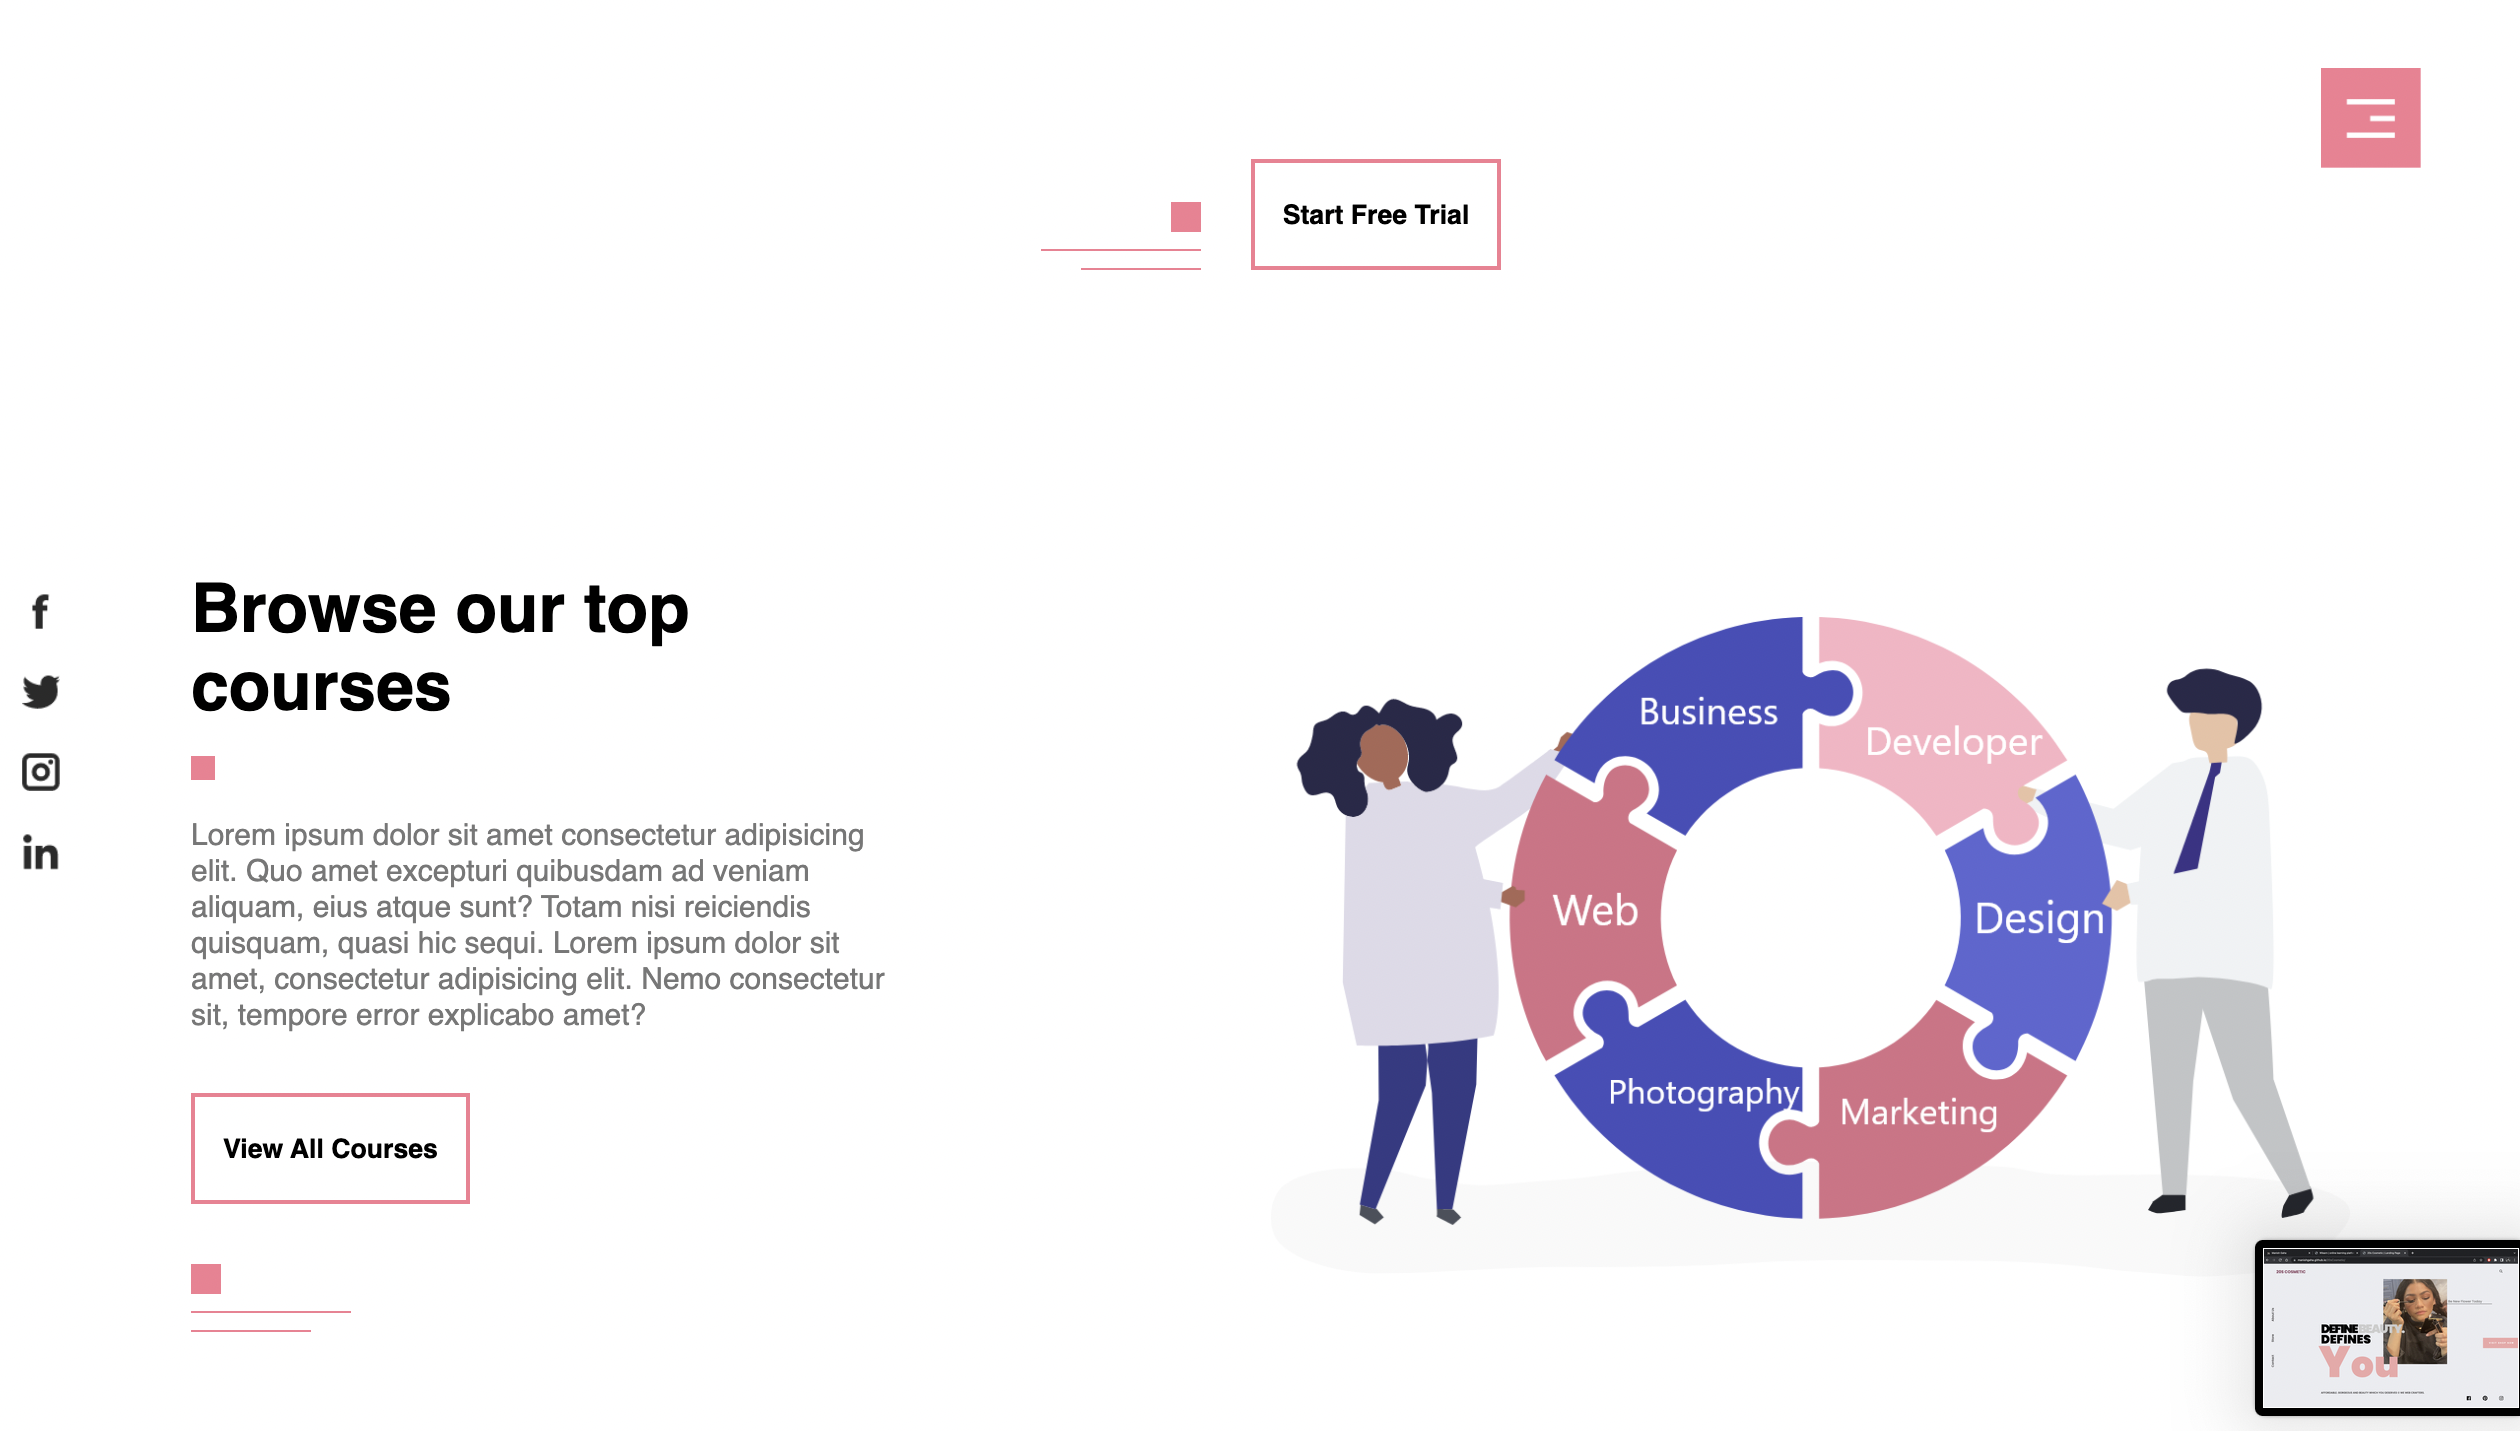 Start Free Trial
Browse our top
courses
Lorem ipsum dolor sit amet consectetur adipisicing
elit. Quo amet excepturi quibusdam ad veniam
aliquam, eius atque sunt? Totam nisi reiciendis
quisquam, quasi hic sequi. Lorem ipsum dolor sit
amet, consectetur adipisicing elit. Nemo consectetur
sit, tempore error explicabo amet?
View All Courses
Business
Developer
Web
Design
Photography
Marketing
ZOE COSMETIC
DEFINE BEAUTY.
DEFINES
You